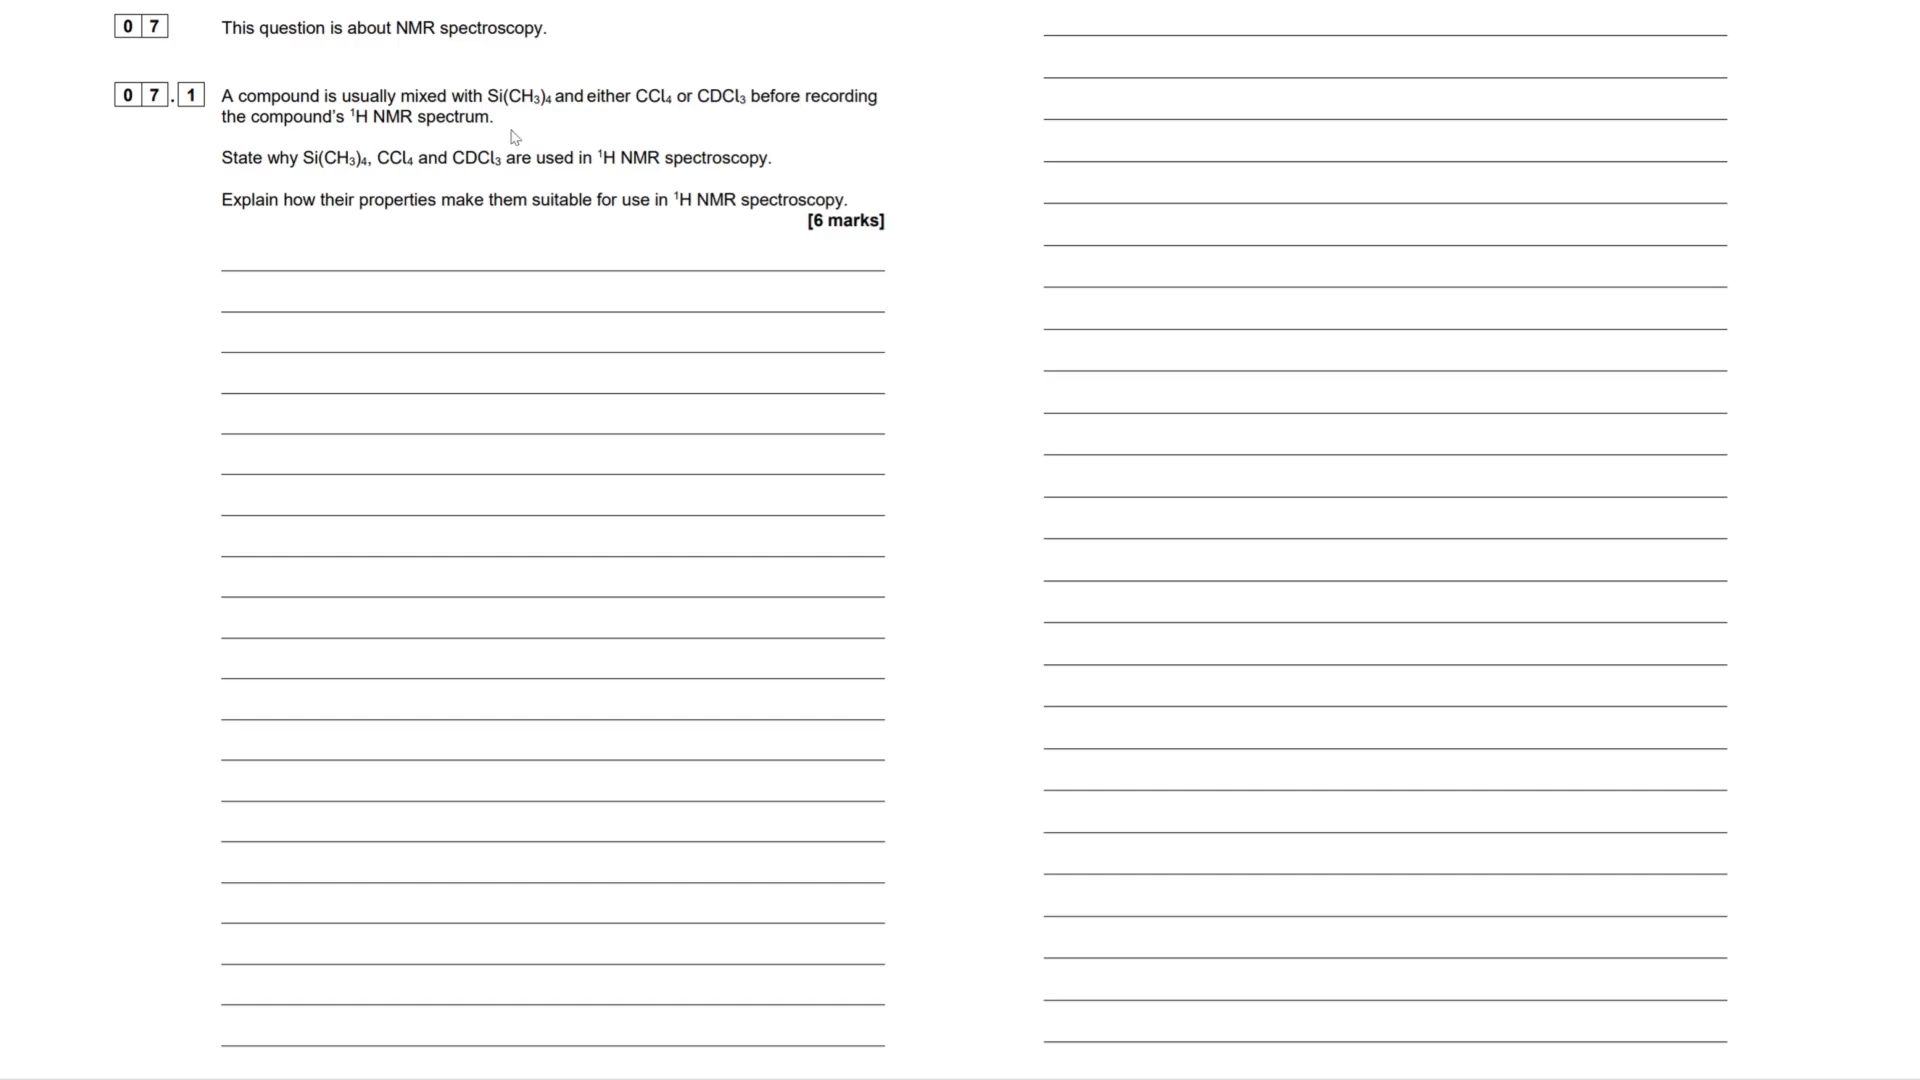 0 7 This question is about NMR spectroscopy.
0 7 . 1 A compound is usually mixed with Si(CH₃)₄ and either CCl₄ or CDCl₃ before recording
the compound's ¹H NMR spectrum.
State why Si(CH₃)₄, CCl₄ and CDCl₃ are used in ¹H NMR spectroscopy.
Explain how their properties make them suitable for use in ¹H NMR spectroscopy.
[6 marks]